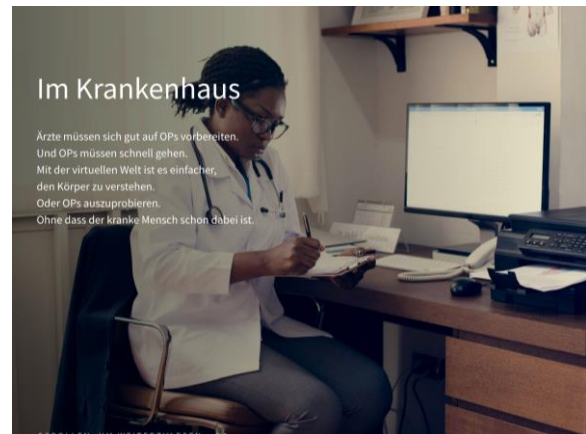 Im Krankenhaus
Ärzte müssen sich gut auf OPs vorbereiten.
Und OPs müssen schnell gehen.
Mit der virtuellen Welt ist es einfacher,
den Körper zu verstehen.
Oder OPs auszuprobieren.
Ohne dass der kranke Mensch schon dabei ist.